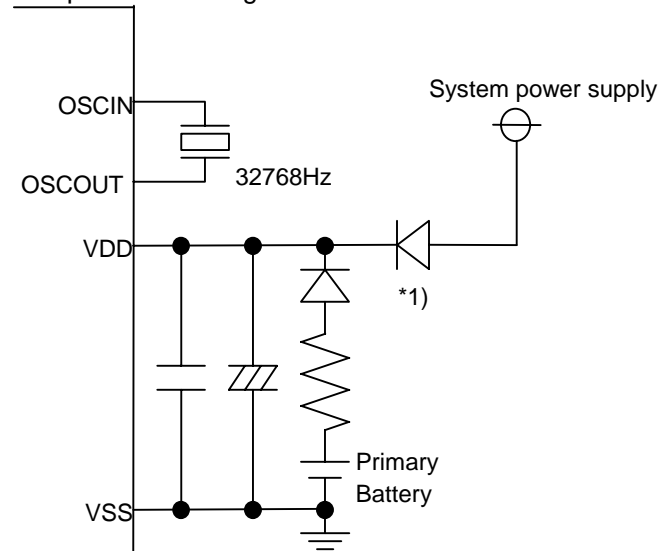 OSCIN
System power supply
OSCOUT
32768Hz
VDD
*1)
Primary
Battery
VSS